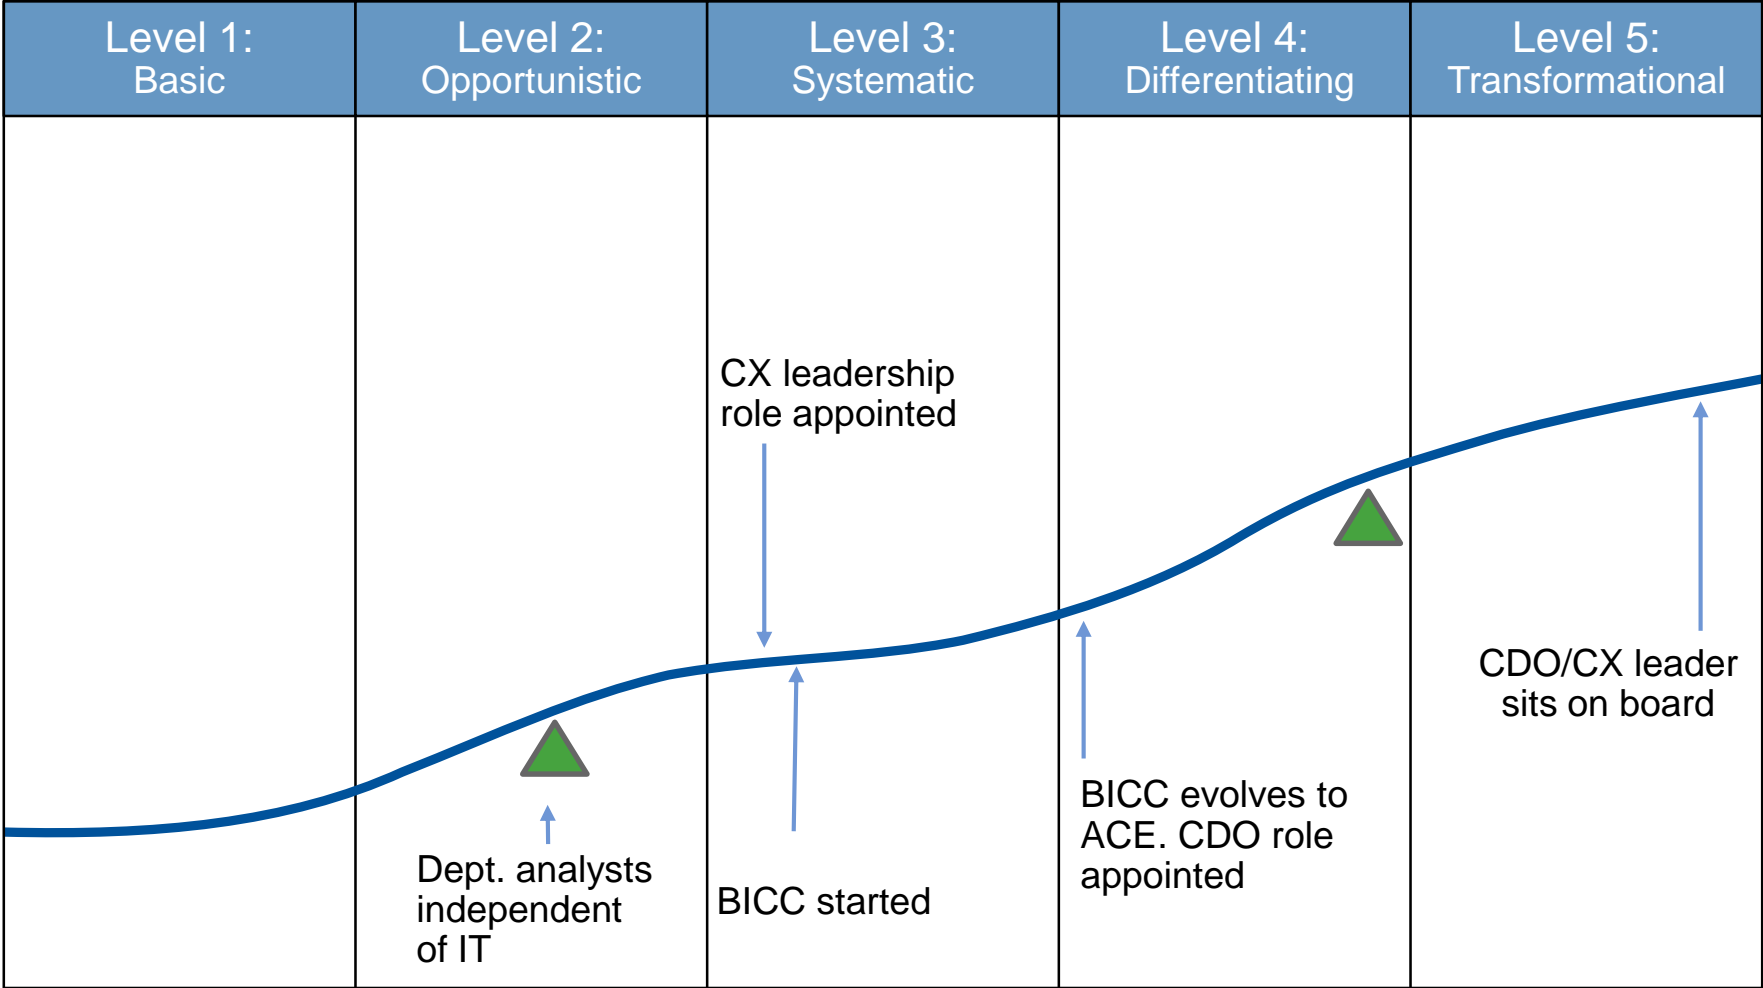 Level 1:
Basic
Level 2:
Opportunistic
Level 3:
Systematic
Level 4:
Differentiating
Level 5:
Transformational
CX leadership
role appointed
CDO/CX leader
sits on board
BICC evolves to
ACE. CDO role
appointed
Dept. analysts
independent
of IT
BICC started